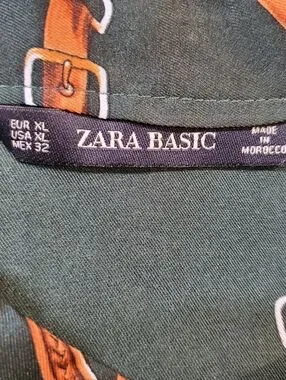 EUR XL
USA XL
MEX 32
ZARA BASIC
MADE
IN
MOROCCO